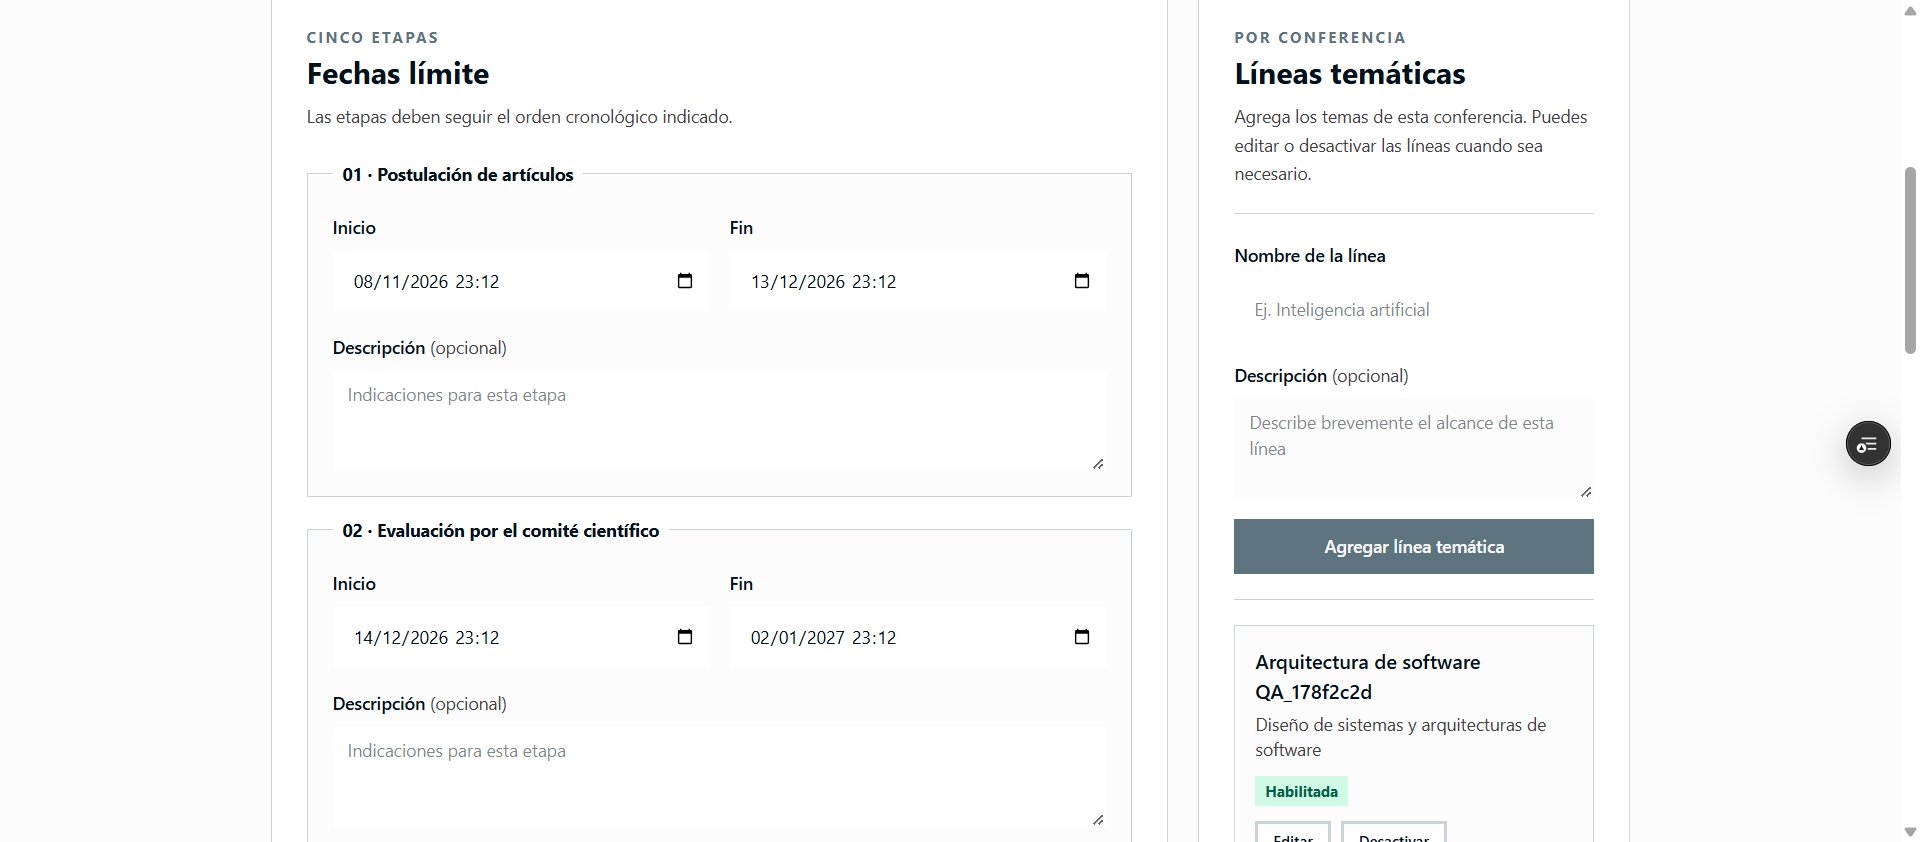 CINCO ETAPAS
Fechas límite
Las etapas deben seguir el orden cronológico indicado.
01 · Postulación de artículos
Inicio
Fin
08/11/2026 23:12
13/12/2026 23:12
Descripción (opcional)
Indicaciones para esta etapa
02 · Evaluación por el comité científico
Inicio
Fin
14/12/2026 23:12
02/01/2027 23:12
Descripción (opcional)
Indicaciones para esta etapa
POR CONFERENCIA
Líneas temáticas
Agrega los temas de esta conferencia. Puedes
editar o desactivar las líneas cuando sea
necesario.
Nombre de la línea
Ej. Inteligencia artificial
Descripción (opcional)
Describe brevemente el alcance de esta
línea
Agregar línea temática
Arquitectura de software
QA_178f2c2d
Diseño de sistemas y arquitecturas de
software
Habilitada
Editar
Desactivar